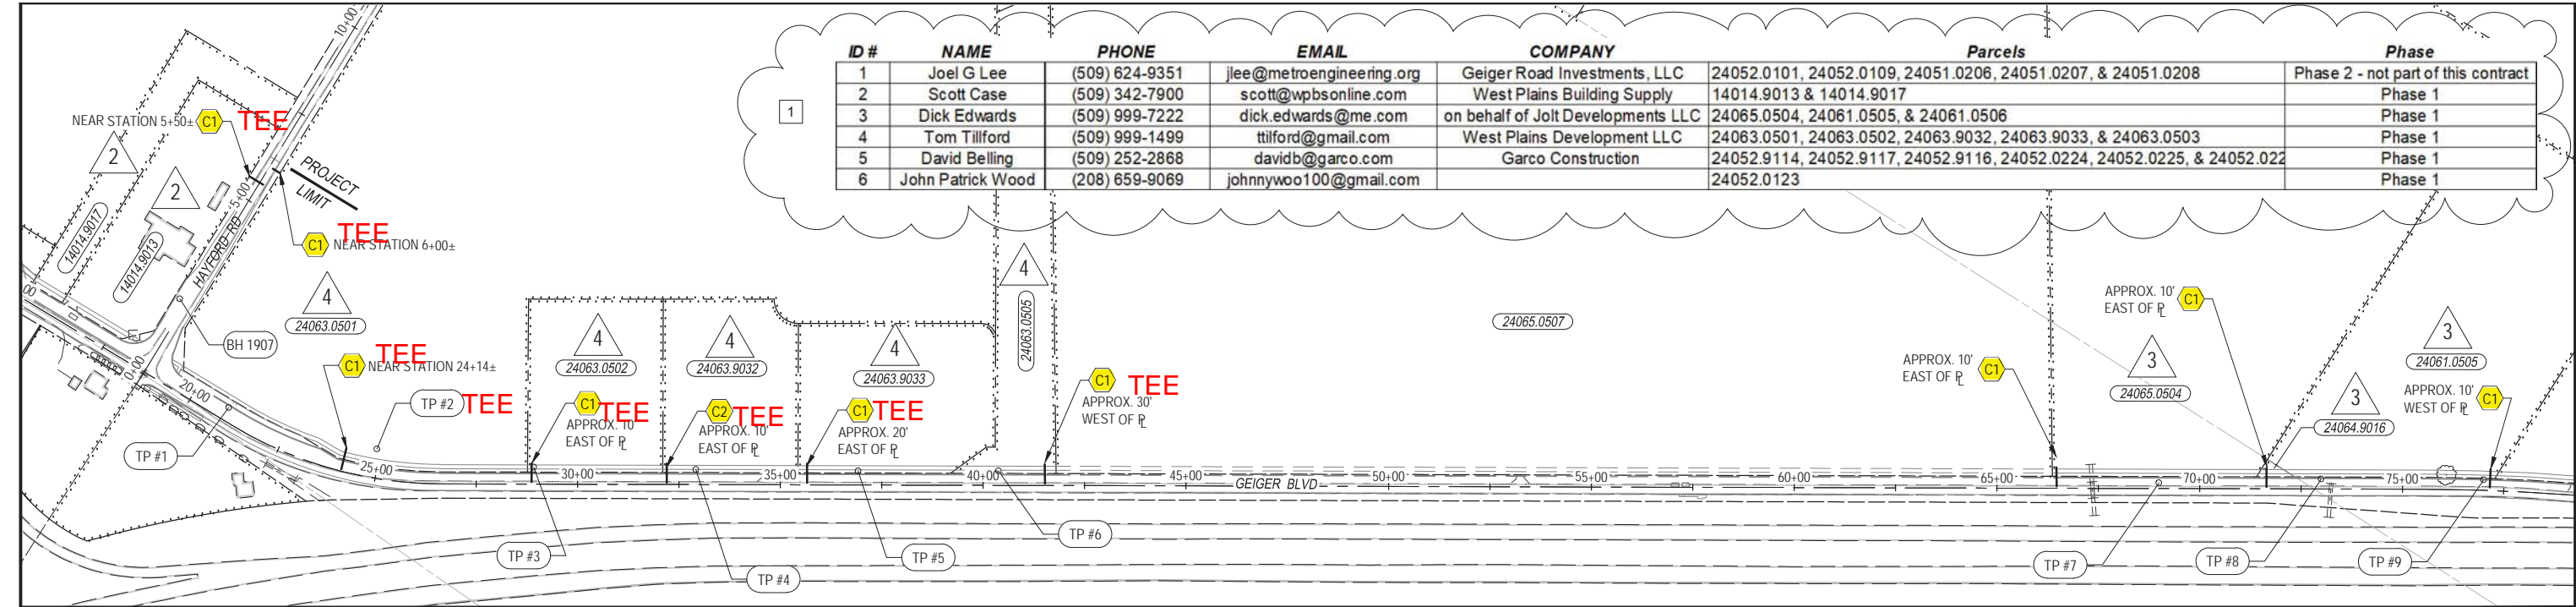 ID # NAME PHONE EMAIL COMPANY Parcels Phase
1 Joel G Lee (509) 624-9351 jlee@metroengineering.org Geiger Road Investments, LLC 24052.0101, 24052.0109, 24051.0206, 24051.0207, & 24051.0208 Phase 2 - not part of this contract
2 Scott Case (509) 342-7900 scott@wpbsonline.com West Plains Building Supply 14014.9013 & 14014.9017 Phase 1
3 Dick Edwards (509) 999-7222 dick.edwards@me.com on behalf of Jolt Developments LLC 24065.0504, 24061.0505, & 24061.0506 Phase 1
4 Tom Tillford (509) 999-1499 ttilford@gmail.com West Plains Development LLC 24063.0501, 24063.0502, 24063.9032, 24063.9033, & 24063.0503 Phase 1
5 David Belling (509) 252-2868 davidb@garco.com Garco Construction 24052.9114, 24052.9117, 24052.9116, 24052.0224, 24052.0225, & 24052.022 Phase 1
6 John Patrick Wood (208) 659-9069 johnnywoo100@gmail.com 24052.0123 Phase 1
1
10+00
NEAR STATION 5+50± C1 TEE
2
2
PROJECT
LIMIT
5+00
14014.9017
14014.9013
HAYFORD RD
TEE
C1 NEAR STATION 6+00±
4
24063.0501
00
BH 1907
TEE
C1 NEAR STATION 24+14±
20+00
TP #2 TEE
TP #1
25+00
4
24063.0502
C1 TEE
APPROX. 10'
EAST OF PL
4
24063.9032
C2 TEE
APPROX. 10'
EAST OF PL
4
24063.9033
C1 TEE
APPROX. 20'
EAST OF PL
4
24063.0505
C1 TEE
APPROX. 30'
WEST OF PL
24065.0507
APPROX. 10'
EAST OF PL
C1
APPROX. 10'
EAST OF PL
C1
3
24065.0504
3
24064.9016
3
24061.0505
APPROX. 10'
WEST OF PL
C1
30+00 35+00 40+00 45+00 50+00 55+00 60+00 65+00 70+00 75+00
GEIGER BLVD
TP #3
TP #4
TP #5
TP #6
TP #7
TP #8
TP #9